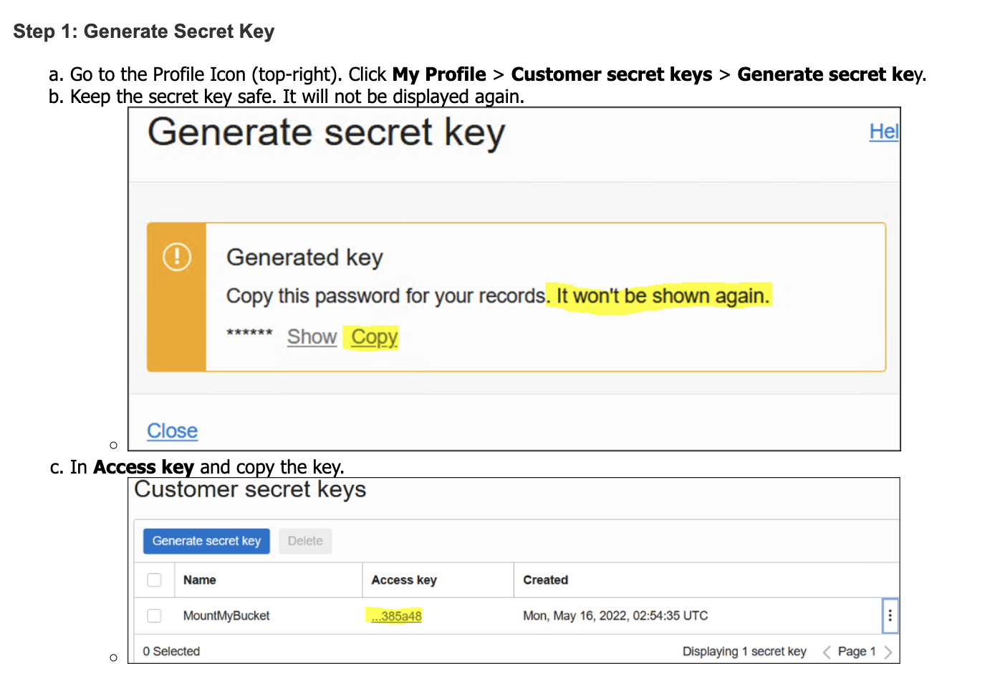 Step 1: Generate Secret Key
a. Go to the Profile Icon (top-right). Click My Profile > Customer secret keys > Generate secret key.
b. Keep the secret key safe. It will not be displayed again.
Generate secret key
Hel
Generated key
Copy this password for your records. It won't be shown again.
****** Show Copy
Close
c. In Access key and copy the key.
Customer secret keys
Generate secret key Delete
Name Access key Created
MountMyBucket ...385a48 Mon, May 16, 2022, 02:54:35 UTC
0 Selected Displaying 1 secret key < Page 1 >